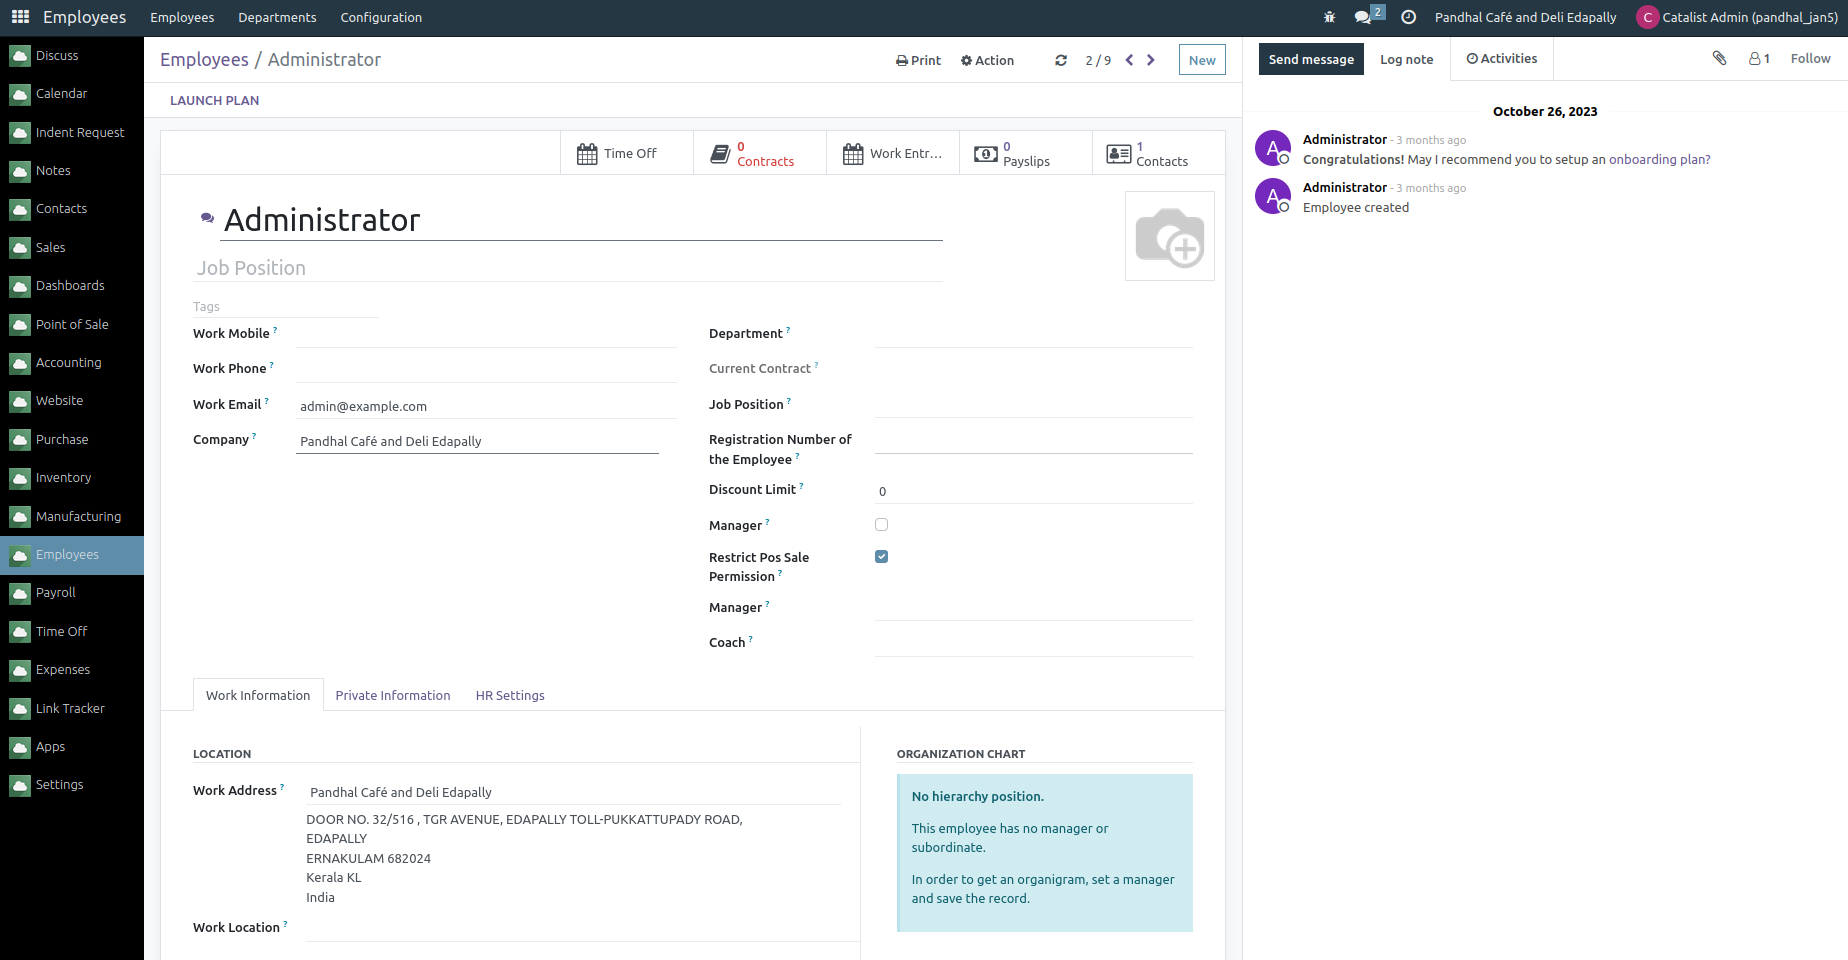 Employees
Employees
Departments
Configuration
2
Pandhal Café and Deli Edapally
C
Catalist Admin (pandhal_jan5)
Discuss
Calendar
Indent Request
Notes
Contacts
Sales
Dashboards
Point of Sale
Accounting
Website
Purchase
Inventory
Manufacturing
Employees
Payroll
Time Off
Expenses
Link Tracker
Apps
Settings
Employees / Administrator
Print
Action
2 / 9
New
LAUNCH PLAN
Time Off
0
Contracts
Work Entr...
0
Payslips
1
Contacts
Administrator
Job Position
Tags
Work Mobile ?
Work Phone ?
Work Email ?
admin@example.com
Company ?
Pandhal Café and Deli Edapally
Department ?
Current Contract ?
Job Position ?
Registration Number of
the Employee ?
Discount Limit ?
0
Manager ?
Restrict Pos Sale
Permission ?
Manager ?
Coach ?
Work Information
Private Information
HR Settings
LOCATION
Work Address ?
Pandhal Café and Deli Edapally
DOOR NO. 32/516 , TGR AVENUE, EDAPALLY TOLL-PUKKATTUPADY ROAD,
EDAPALLY
ERNAKULAM 682024
Kerala KL
India
Work Location ?
ORGANIZATION CHART
No hierarchy position.
This employee has no manager or
subordinate.
In order to get an organigram, set a manager
and save the record.
Send message
Log note
Activities
1
Follow
October 26, 2023
A
Administrator - 3 months ago
Congratulations! May I recommend you to setup an onboarding plan?
A
Administrator - 3 months ago
Employee created